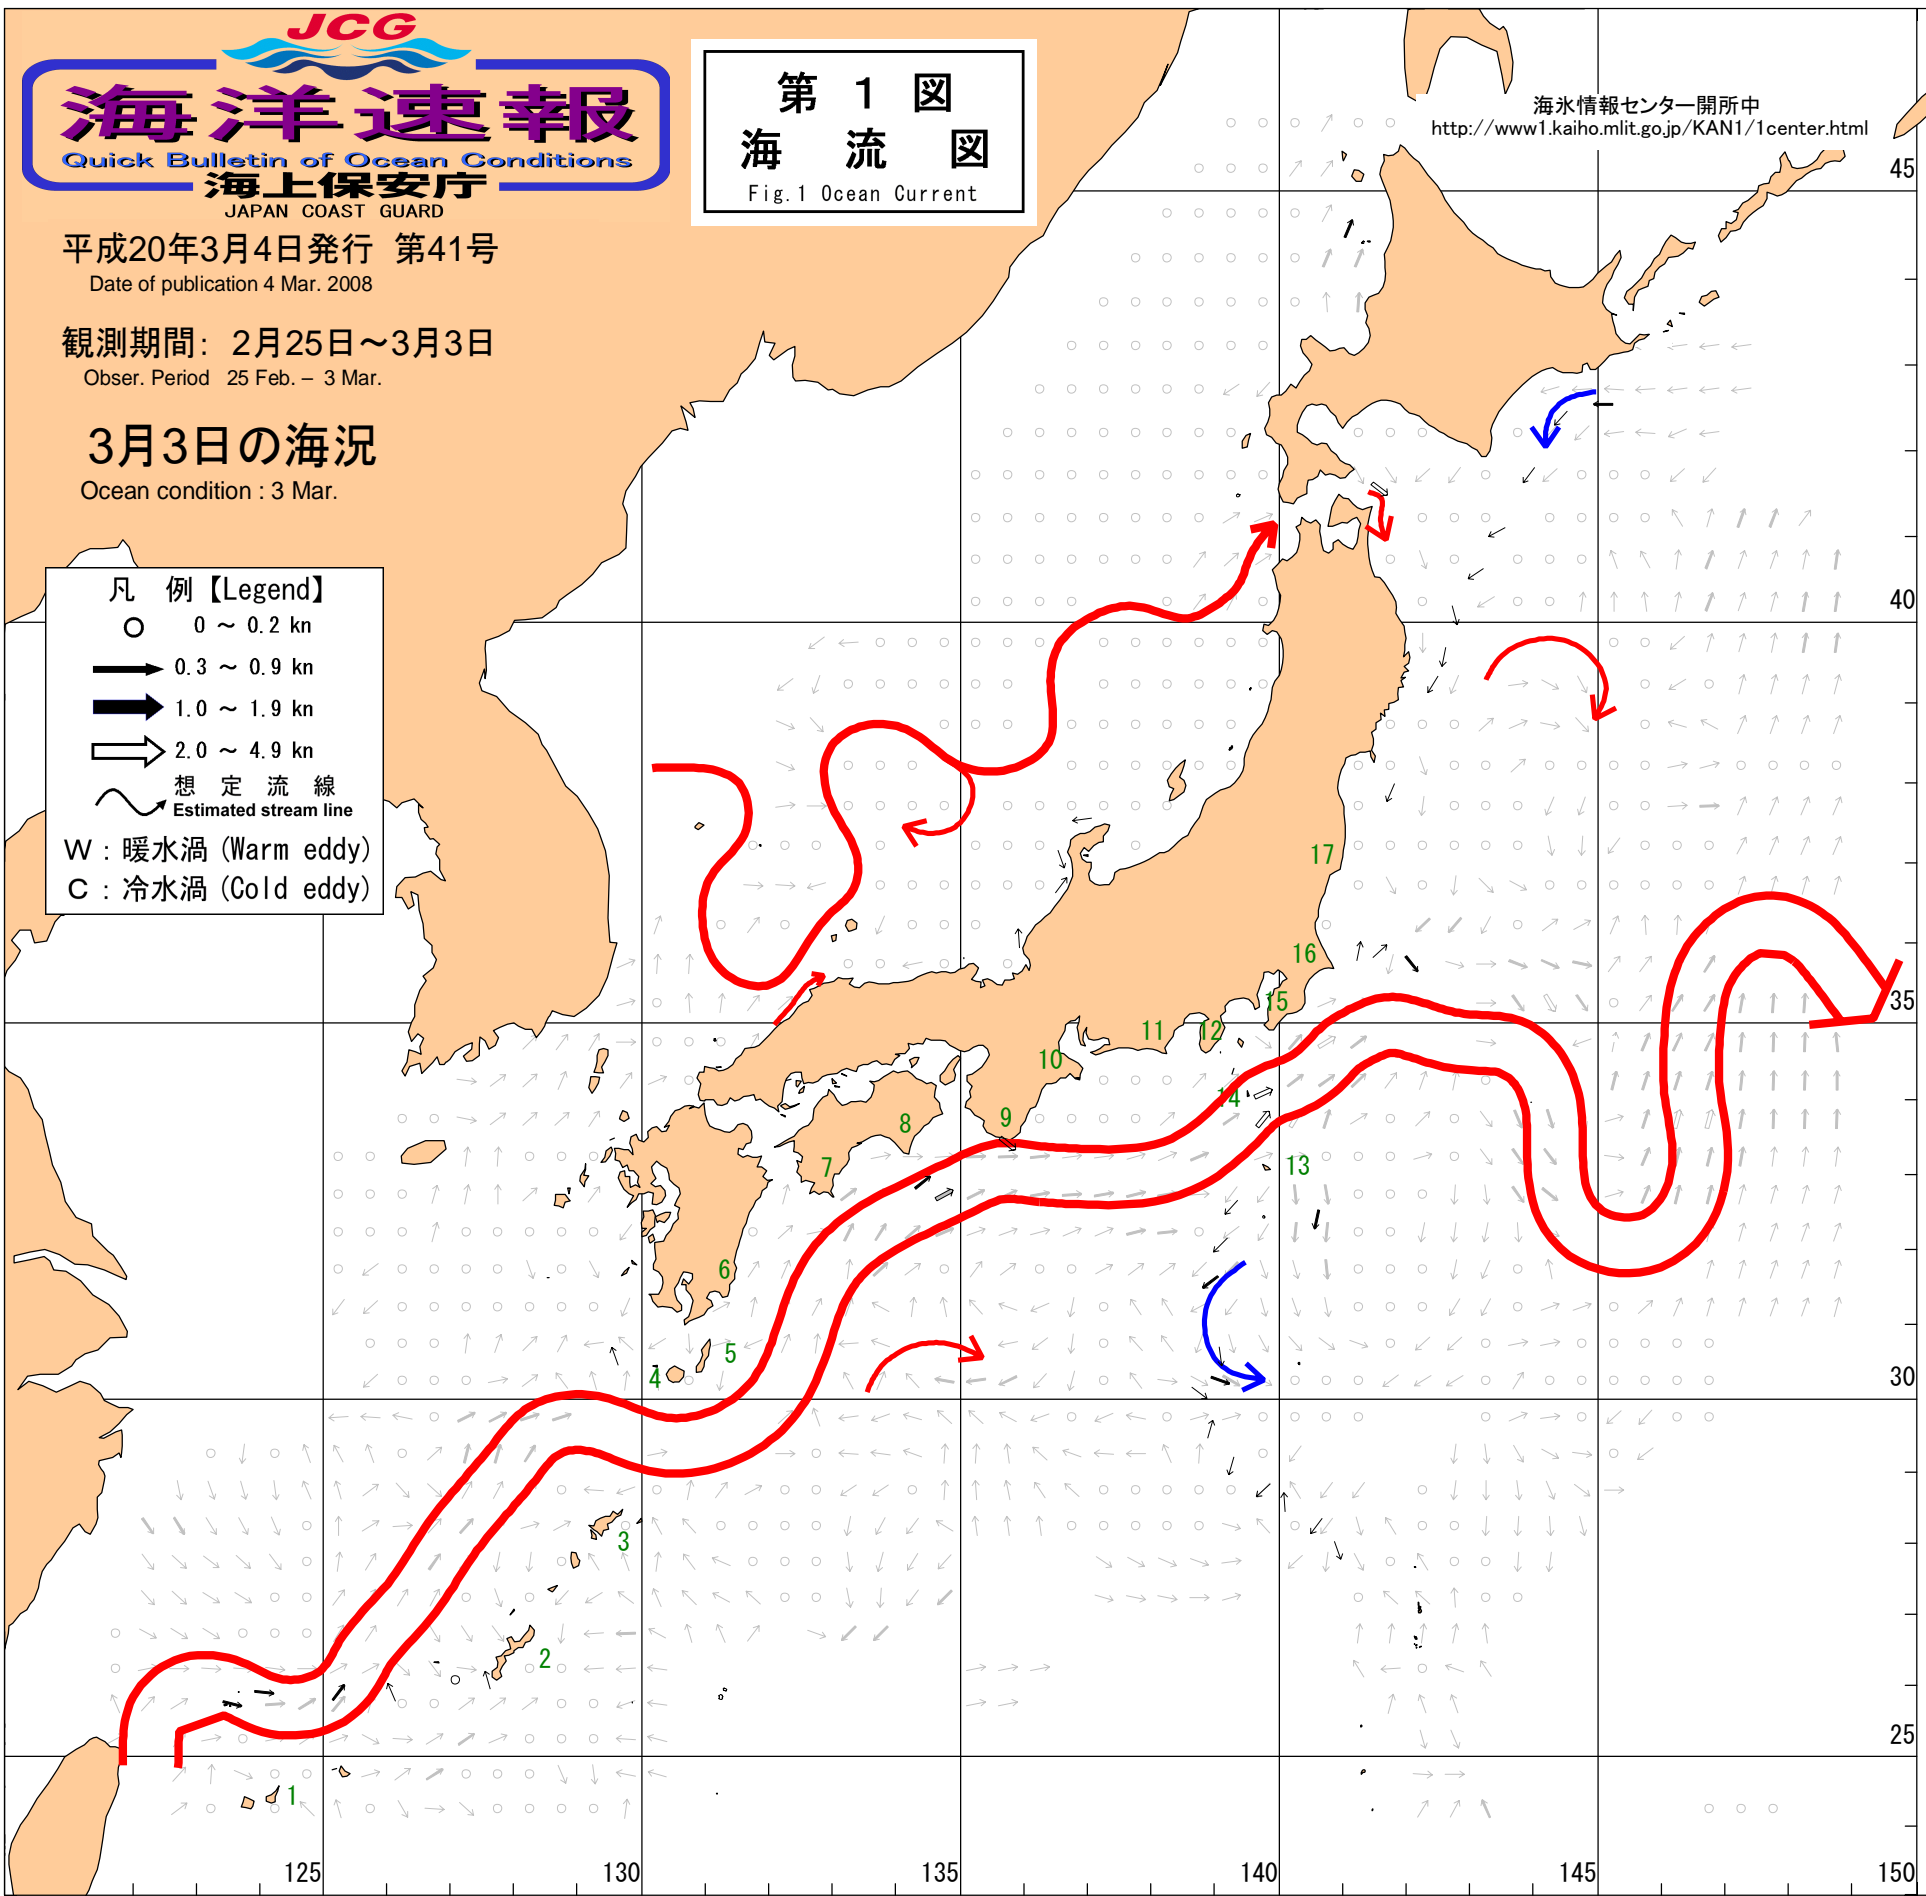 JCG
海洋速報
Quick Bulletin of Ocean Conditions
海上保安庁
JAPAN COAST GUARD
平成20年3月4日発行 第41号
Date of publication 4 Mar. 2008
観測期間: 2月25日～3月3日
Obser. Period 25 Feb. – 3 Mar.
3月3日の海況
Ocean condition : 3 Mar.
第 1 図
海 流 図
Fig.1 Ocean Current
海氷情報センター開所中
http://www1.kaiho.mlit.go.jp/KAN1/1center.html
凡 例【Legend】
0 ～ 0.2 kn
0.3 ～ 0.9 kn
1.0 ～ 1.9 kn
2.0 ～ 4.9 kn
想 定 流 線
Estimated stream line
W : 暖水渦 (Warm eddy)
C : 冷水渦 (Cold eddy)
45
40
17
16
35
15
12
11
10
14
9
8
13
7
6
5
4
30
3
2
25
1
125
130
135
140
145
150